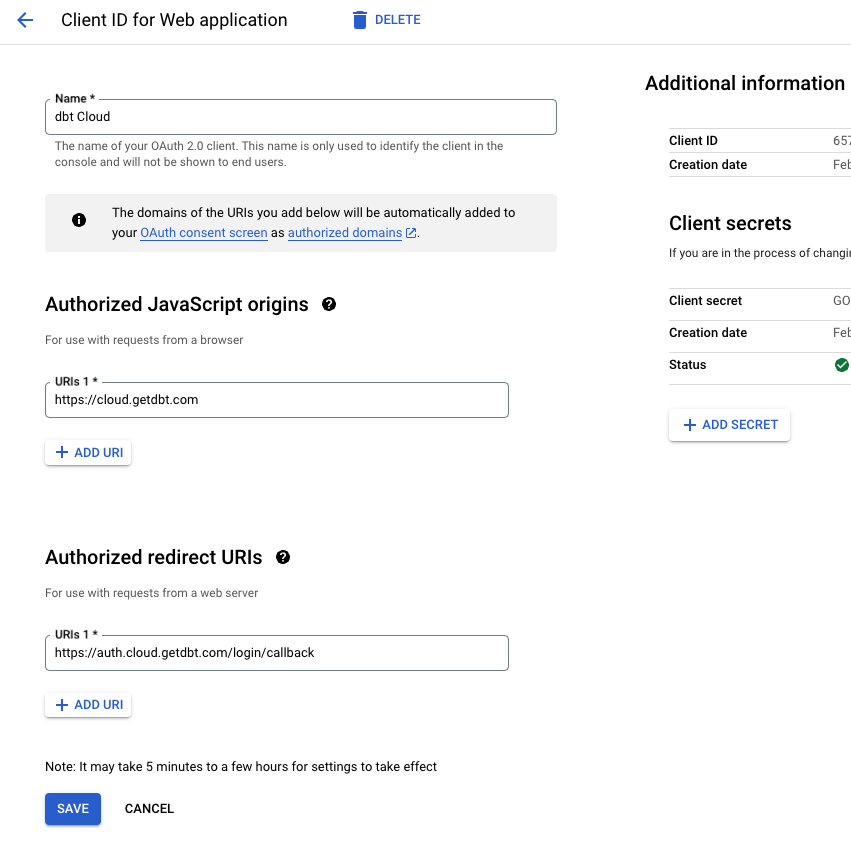 Client ID for Web application
DELETE
Name *
dbt Cloud
The name of your OAuth 2.0 client. This name is only used to identify the client in the
console and will not be shown to end users.
The domains of the URIs you add below will be automatically added to
your OAuth consent screen as authorized domains.
Authorized JavaScript origins
For use with requests from a browser
URIs 1 *
https://cloud.getdbt.com
ADD URI
Authorized redirect URIs
For use with requests from a web server
URIs 1 *
https://auth.cloud.getdbt.com/login/callback
ADD URI
Note: It may take 5 minutes to a few hours for settings to take effect
SAVE CANCEL
Additional information
Client ID 657
Creation date Feb
Client secrets
If you are in the process of changin
Client secret GO
Creation date Feb
Status
ADD SECRET